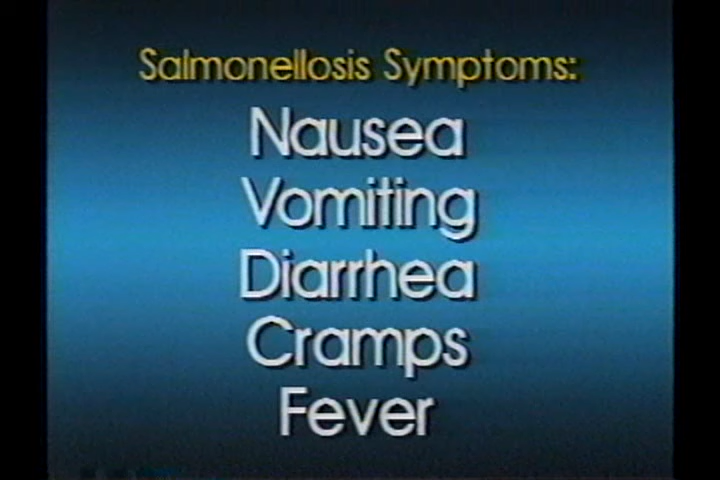 Salmonellosis Symptoms:
Nausea
Vomiting
Diarrhea
Cramps
Fever